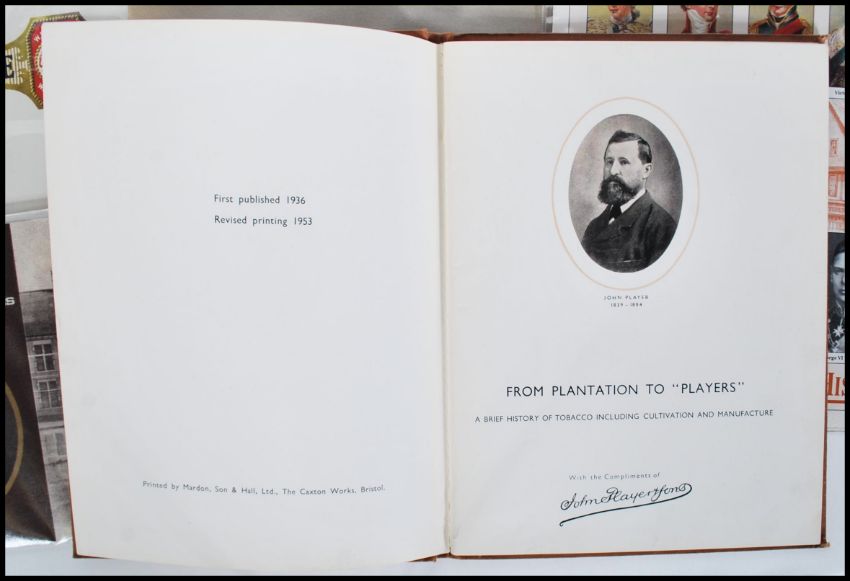 First published 1936
Revised printing 1953
Printed by Mardon, Son & Hall, Ltd., The Caxton Works. Bristol.
JOHN PLAYER
1839 – 1884
FROM PLANTATION TO "PLAYERS"
A BRIEF HISTORY OF TOBACCO INCLUDING CULTIVATION AND MANUFACTURE
With the Compliments of
John Player & Sons